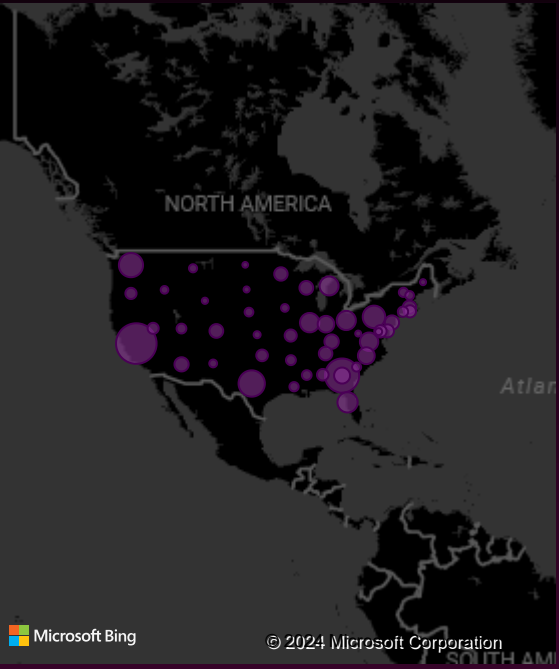 NORTH AMERICA
Atlan
Microsoft Bing
© 2024 Microsoft Corporation
SOUTH AM